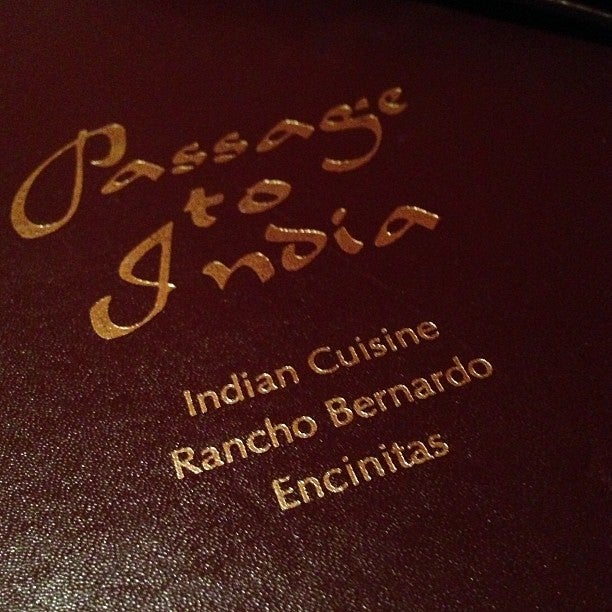 Passage
to
India
Indian Cuisine
Rancho Bernardo
Encinitas